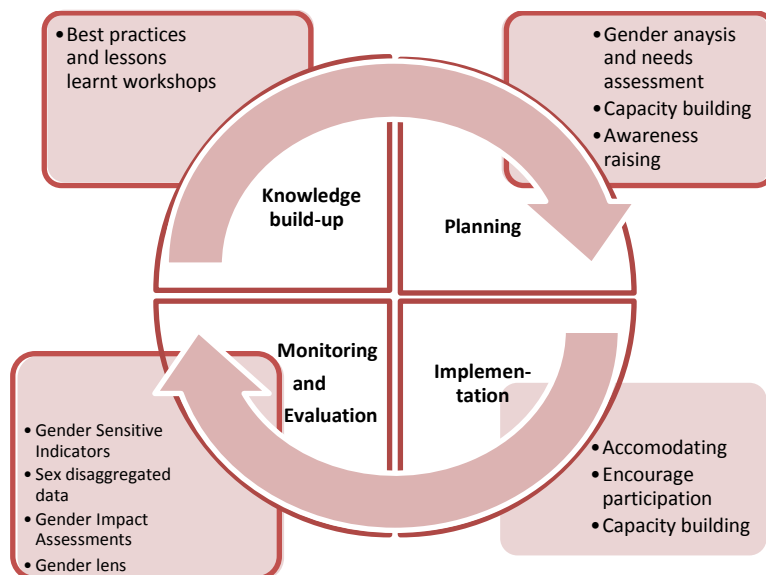 •Best practices
and lessons
learnt workshops
•Gender anaysis
and needs
assessment
•Capacity building
•Awareness
raising
Knowledge
build-up
Planning
Monitoring
and
Evaluation
Implemen-
tation
•Gender Sensitive
Indicators
•Sex disaggregated
data
•Gender Impact
Assessments
•Gender lens
•Accomodating
•Encourage
participation
•Capacity building